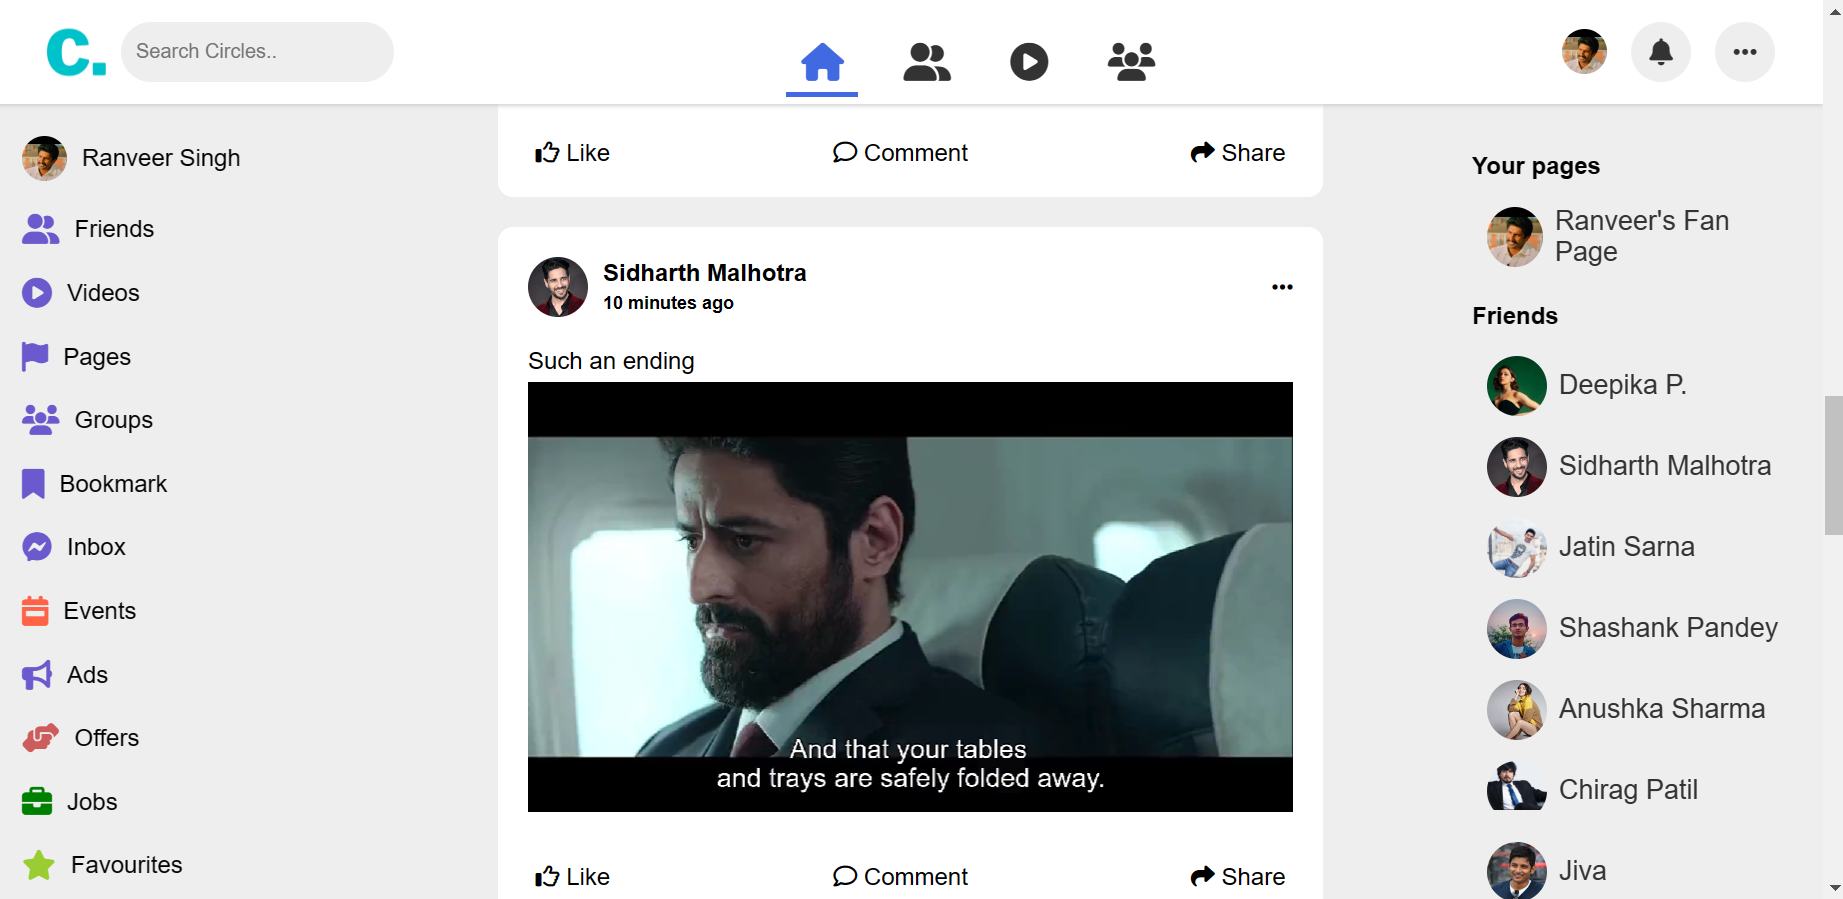 C.
Search Circles..
Ranveer Singh
Friends
Videos
Pages
Groups
Bookmark
Inbox
Events
Ads
Offers
Jobs
Favourites
Like
Comment
Share
Sidharth Malhotra
10 minutes ago
Such an ending
And that your tables
and trays are safely folded away.
Like
Comment
Share
Your pages
Ranveer's Fan
Page
Friends
Deepika P.
Sidharth Malhotra
Jatin Sarna
Shashank Pandey
Anushka Sharma
Chirag Patil
Jiva